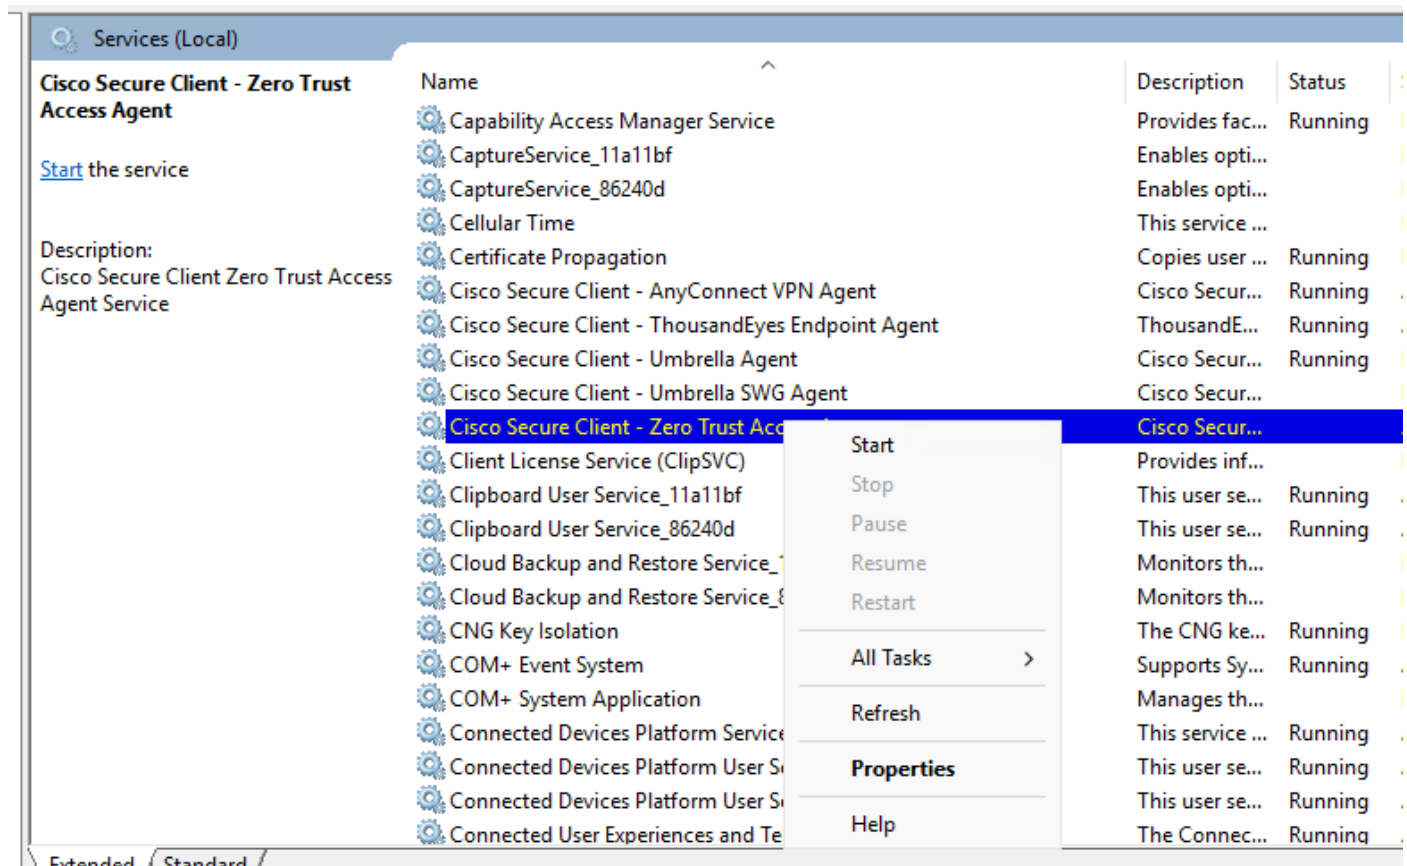 Services (Local)
Cisco Secure Client - Zero Trust
Access Agent
Start the service
Description:
Cisco Secure Client Zero Trust Access
Agent Service
Name Description Status
Capability Access Manager Service Provides fac... Running
CaptureService_11a11bf Enables opti...
CaptureService_86240d Enables opti...
Cellular Time This service ...
Certificate Propagation Copies user ... Running
Cisco Secure Client - AnyConnect VPN Agent Cisco Secur... Running
Cisco Secure Client - ThousandEyes Endpoint Agent ThousandE... Running
Cisco Secure Client - Umbrella Agent Cisco Secur... Running
Cisco Secure Client - Umbrella SWG Agent Cisco Secur...
Cisco Secure Client - Zero Trust Acc Cisco Secur...
Client License Service (ClipSVC) Provides inf...
Clipboard User Service_11a11bf This user se... Running
Clipboard User Service_86240d This user se... Running
Cloud Backup and Restore Service_1 Monitors th...
Cloud Backup and Restore Service_8 Monitors th...
CNG Key Isolation The CNG ke... Running
COM+ Event System Supports Sy... Running
COM+ System Application Manages th...
Connected Devices Platform Service This service ... Running
Connected Devices Platform User Se This user se... Running
Connected Devices Platform User Se This user se... Running
Connected User Experiences and Te The Connec... Running
Start
Stop
Pause
Resume
Restart
All Tasks
Refresh
Properties
Help
Extended Standard